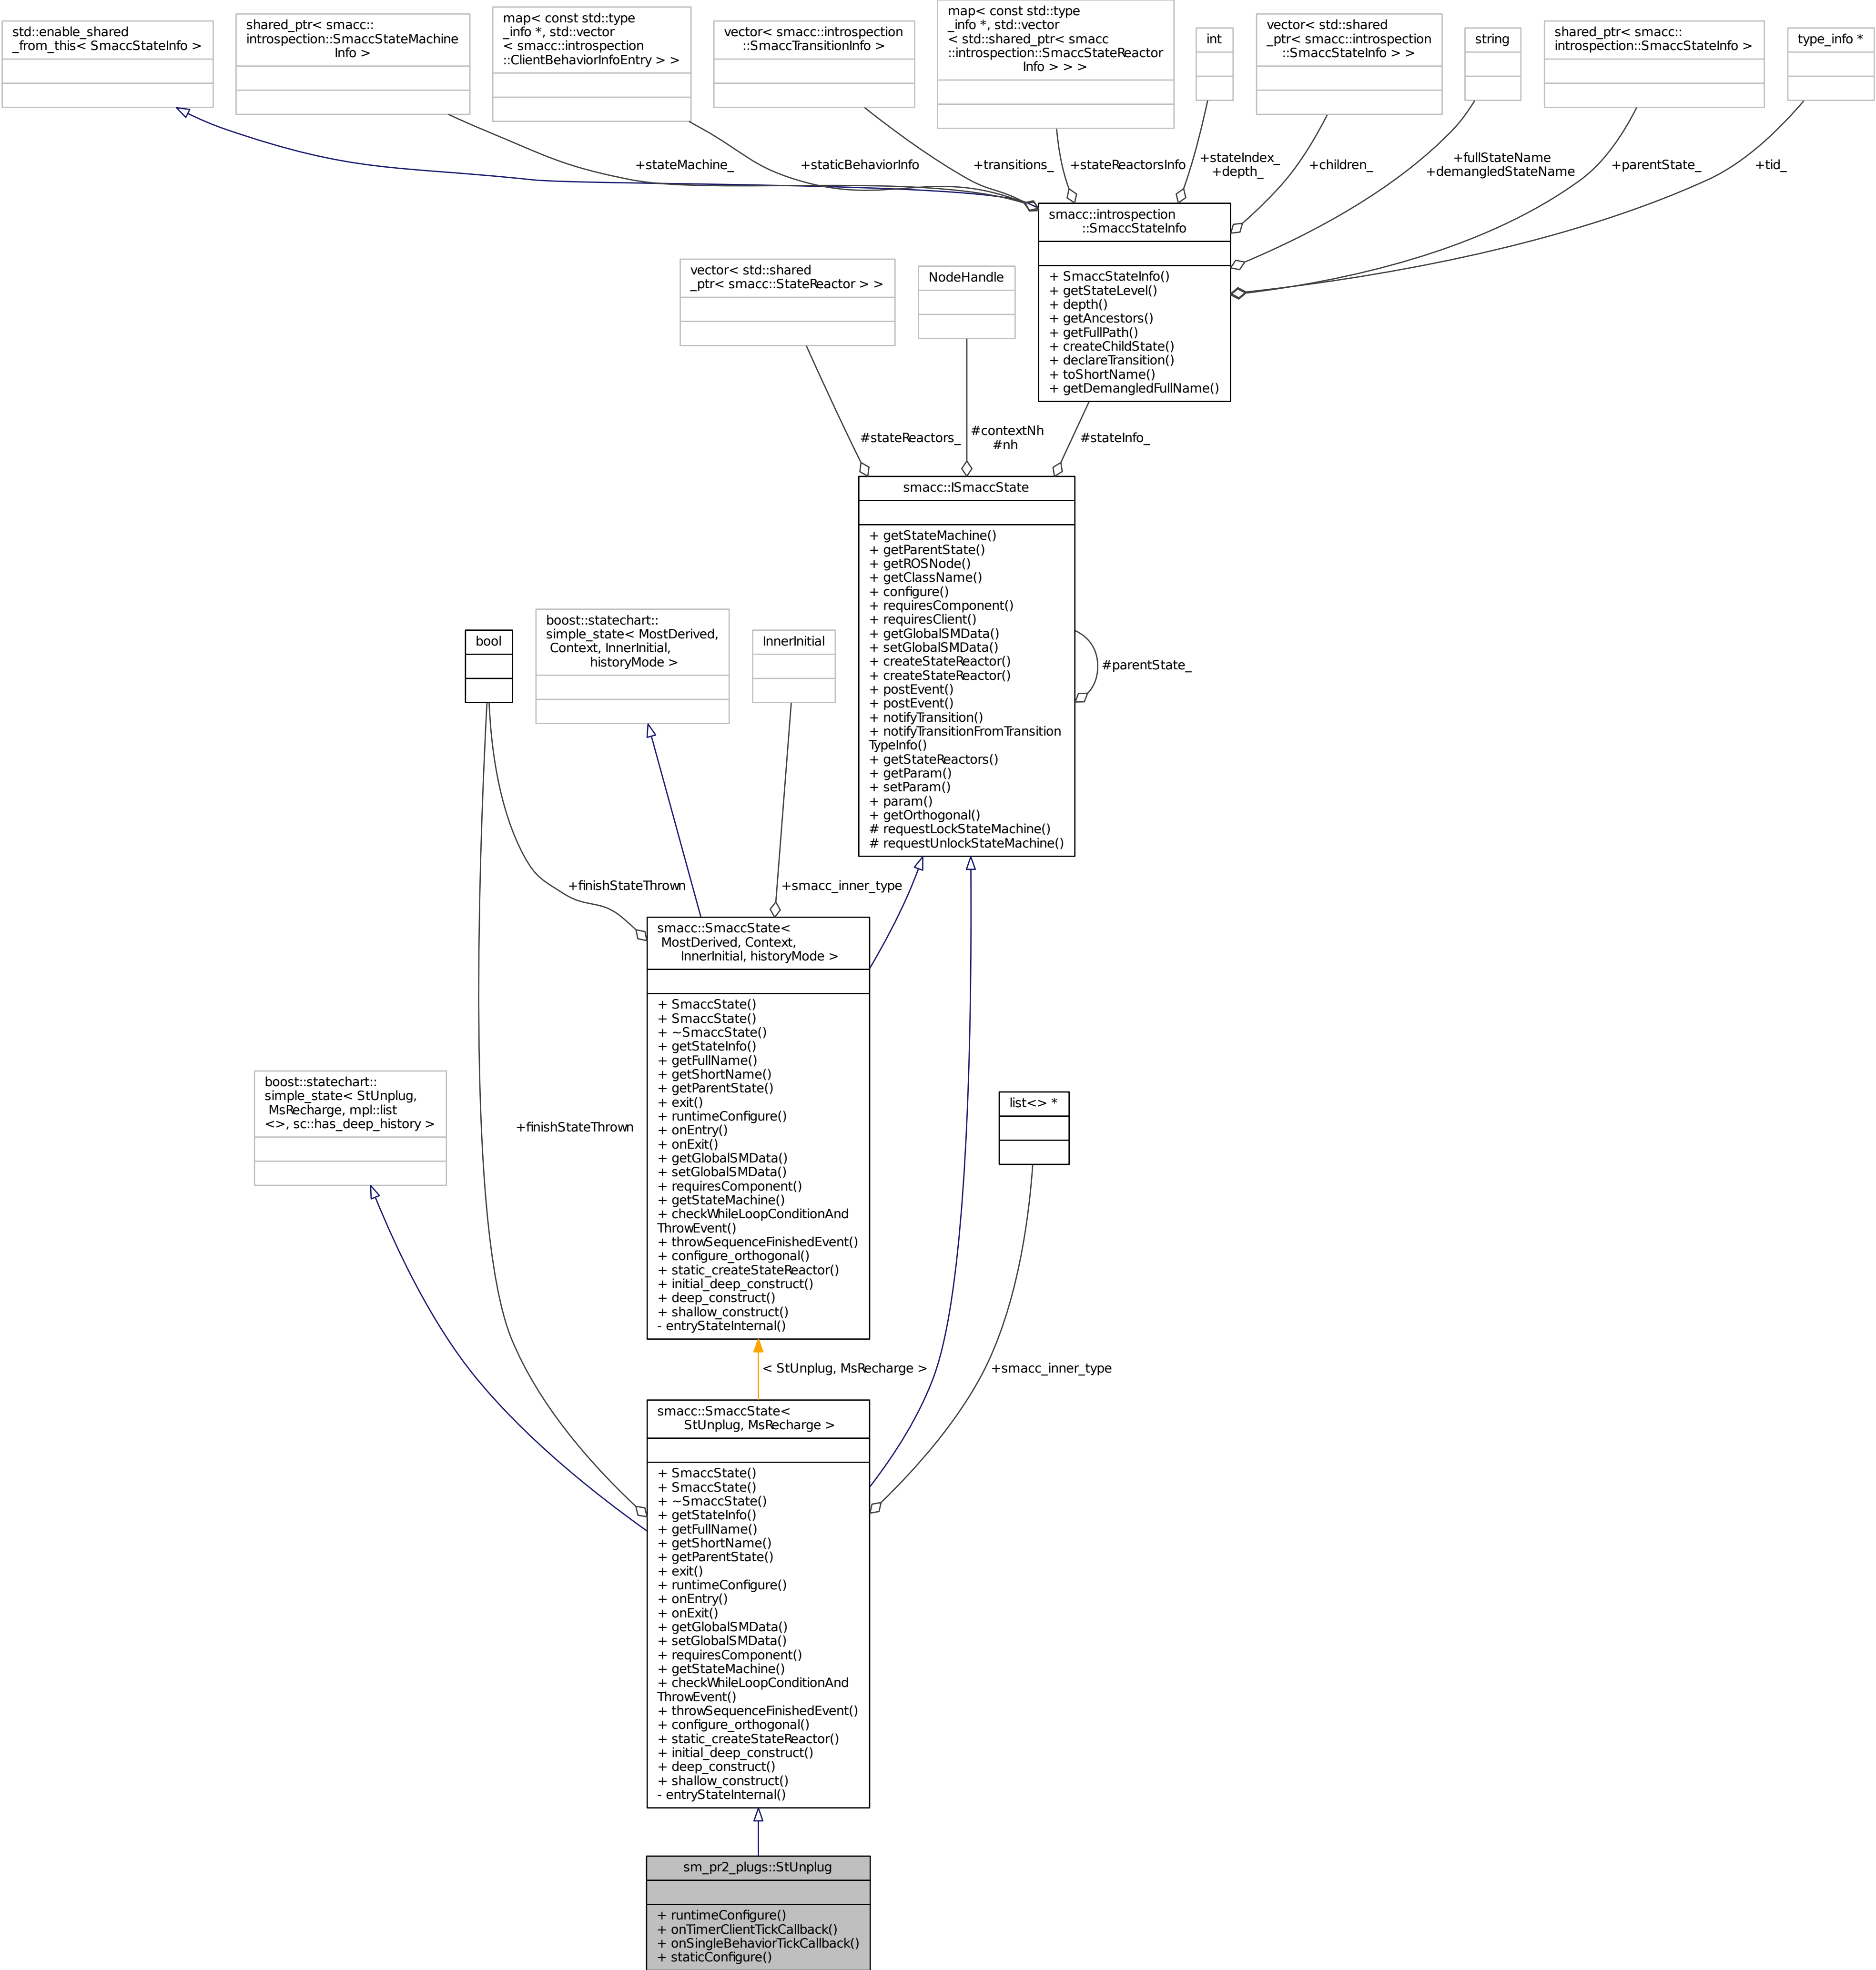 std::enable_shared
_from_this< SmaccStateInfo >
shared_ptr< smacc::
introspection::SmaccStateMachine
Info >
map< const std::type
_info *, std::vector
< smacc::introspection
::ClientBehaviorInfoEntry > >
vector< smacc::introspection
::SmaccTransitionInfo >
map< const std::type
_info *, std::vector
< std::shared_ptr< smacc
::introspection::SmaccStateReactor
Info > > >
int
vector< std::shared
_ptr< smacc::introspection
::SmaccStateInfo > >
string
shared_ptr< smacc::
introspection::SmaccStateInfo >
type_info *
+stateMachine_
+staticBehaviorInfo
+transitions_
+stateReactorsInfo
+stateIndex_
+depth_
+children_
+fullStateName
+demangledStateName
+parentState_
+tid_
smacc::introspection
::SmaccStateInfo
+ SmaccStateInfo()
+ getStateLevel()
+ depth()
+ getAncestors()
+ getFullPath()
+ createChildState()
+ declareTransition()
+ toShortName()
+ getDemangledFullName()
vector< std::shared
_ptr< smacc::StateReactor > >
NodeHandle
#stateReactors_
#contextNh
#nh
#stateInfo_
smacc::ISmaccState
+ getStateMachine()
+ getParentState()
+ getROSNode()
+ getClassName()
+ configure()
+ requiresComponent()
+ requiresClient()
+ getGlobalSMData()
+ setGlobalSMData()
+ createStateReactor()
+ createStateReactor()
+ postEvent()
+ postEvent()
+ notifyTransition()
+ notifyTransitionFromTransition
TypeInfo()
+ getStateReactors()
+ getParam()
+ setParam()
+ param()
+ getOrthogonal()
# requestLockStateMachine()
# requestUnlockStateMachine()
#parentState_
bool
boost::statechart::
simple_state< MostDerived,
Context, InnerInitial,
historyMode >
InnerInitial
+finishStateThrown
+smacc_inner_type
smacc::SmaccState<
MostDerived, Context,
InnerInitial, historyMode >
+ SmaccState()
+ SmaccState()
+ ~SmaccState()
+ getStateInfo()
+ getFullName()
+ getShortName()
+ getParentState()
+ exit()
+ runtimeConfigure()
+ onEntry()
+ onExit()
+ getGlobalSMData()
+ setGlobalSMData()
+ requiresComponent()
+ getStateMachine()
+ checkWhileLoopConditionAnd
ThrowEvent()
+ throwSequenceFinishedEvent()
+ configure_orthogonal()
+ static_createStateReactor()
+ initial_deep_construct()
+ deep_construct()
+ shallow_construct()
- entryStateInternal()
boost::statechart::
simple_state< StUnplug,
MsRecharge, mpl::list
<>, sc::has_deep_history >
+finishStateThrown
list<> *
< StUnplug, MsRecharge >
+smacc_inner_type
smacc::SmaccState<
StUnplug, MsRecharge >
+ SmaccState()
+ SmaccState()
+ ~SmaccState()
+ getStateInfo()
+ getFullName()
+ getShortName()
+ getParentState()
+ exit()
+ runtimeConfigure()
+ onEntry()
+ onExit()
+ getGlobalSMData()
+ setGlobalSMData()
+ requiresComponent()
+ getStateMachine()
+ checkWhileLoopConditionAnd
ThrowEvent()
+ throwSequenceFinishedEvent()
+ configure_orthogonal()
+ static_createStateReactor()
+ initial_deep_construct()
+ deep_construct()
+ shallow_construct()
- entryStateInternal()
sm_pr2_plugs::StUnplug
+ runtimeConfigure()
+ onTimerClientTickCallback()
+ onSingleBehaviorTickCallback()
+ staticConfigure()